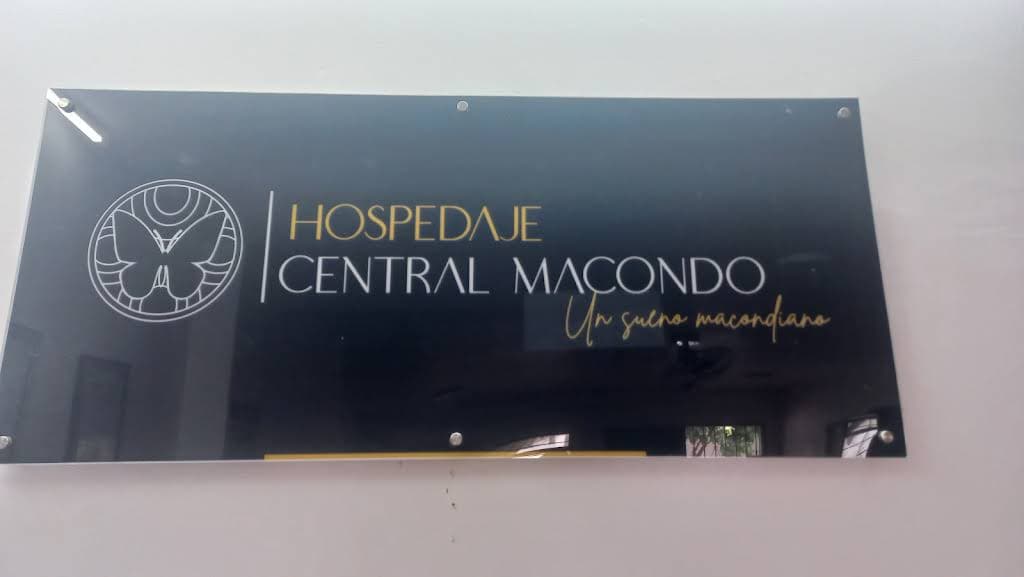 HOSPEDAJE
CENTRAL MACONDO
Un sueno macondiano